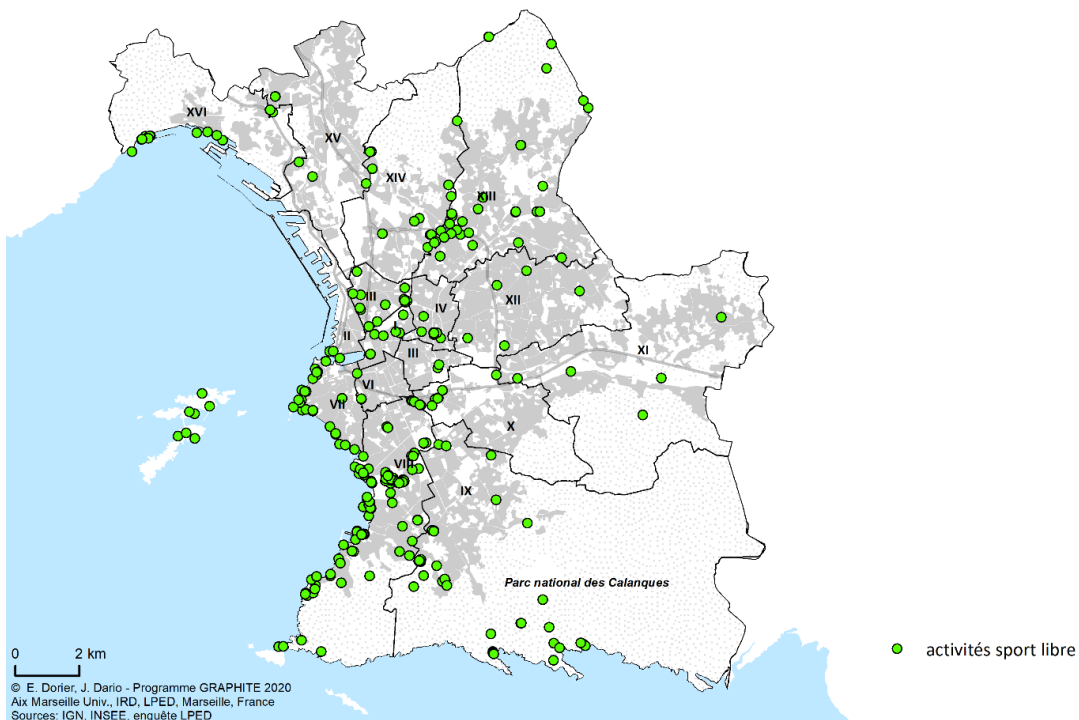 XVI
XV
XIV
XIII
III
IV
XII
I
II
III
XI
VI
VII
X
VIII
IX
Parc national des Calanques
0 2 km
activités sport libre
© E. Dorier, J. Dario - Programme GRAPHITE 2020
Aix Marseille Univ., IRD, LPED, Marseille, France
Sources: IGN, INSEE, enquête LPED